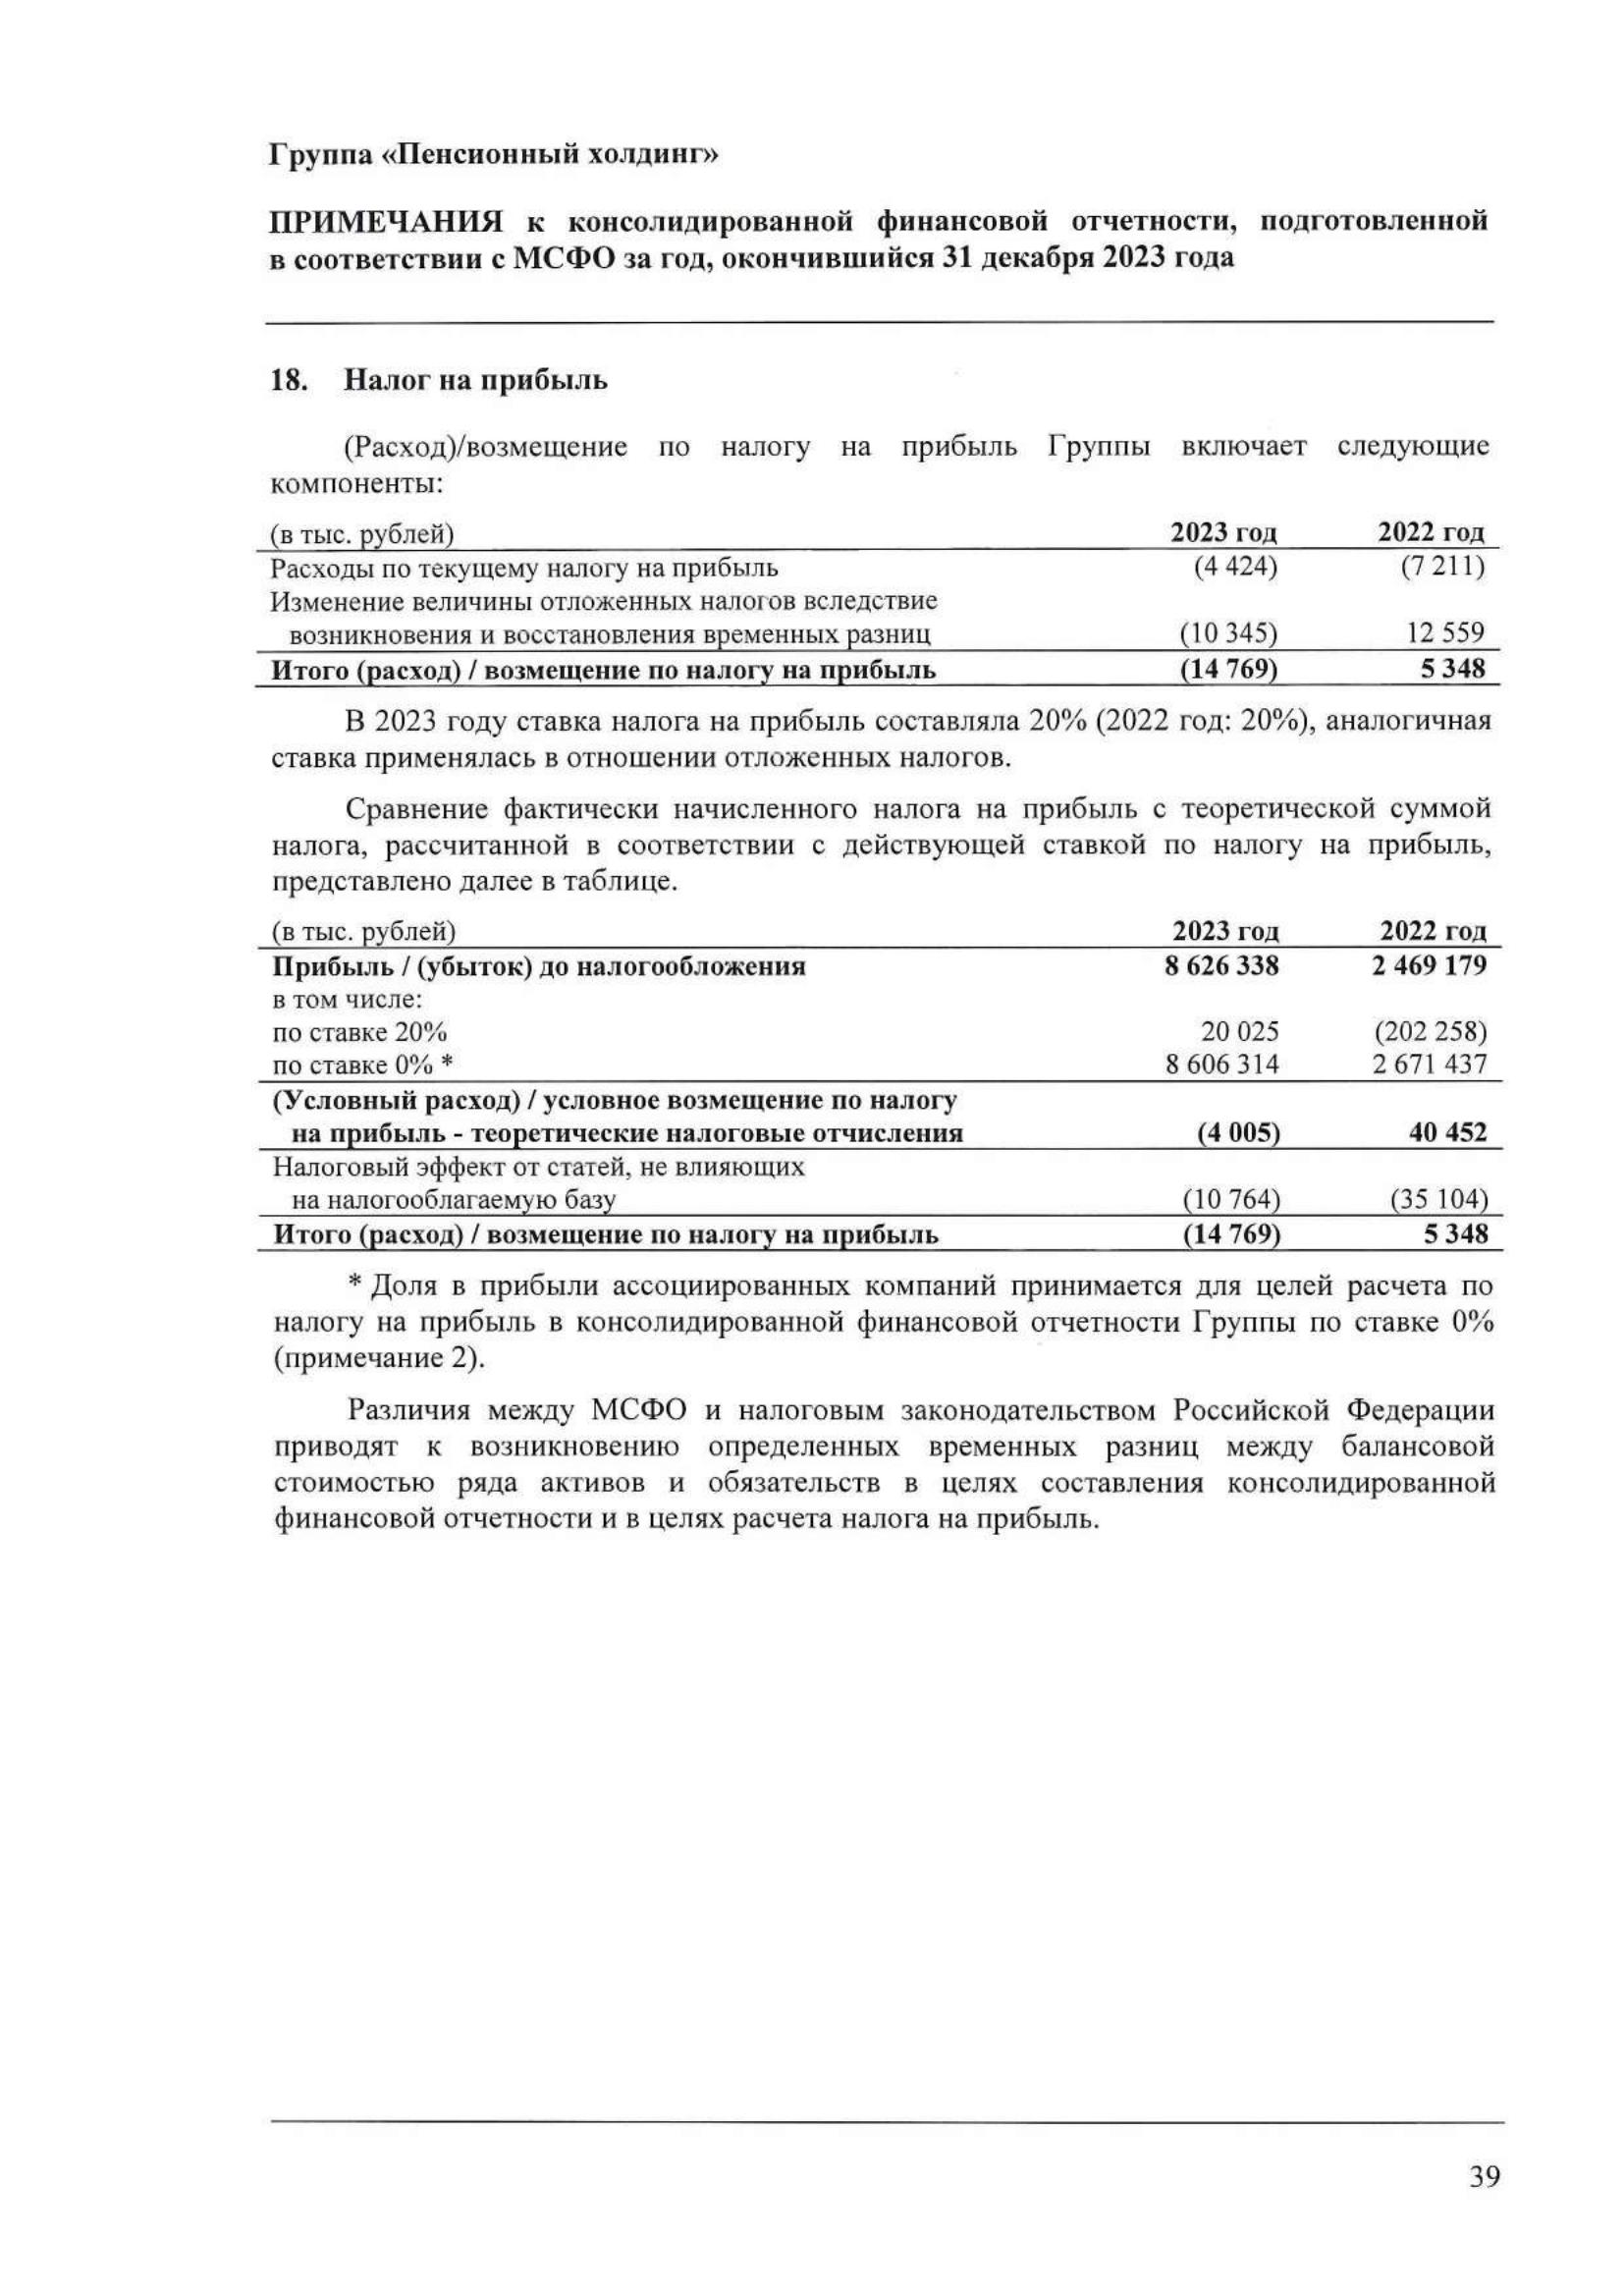 Группа «Пенсионный холдинг»
ПРИМЕЧАНИЯ к консолидированной финансовой отчетности, подготовленной
в соответствии с МСФО за год, окончившийся 31 декабря 2023 года
18. Налог на прибыль
(Расход)/возмещение по налогу на прибыль Группы включает следующие
компоненты:
(в тыс. рублей) 2023 год 2022 год
Расходы по текущему налогу на прибыль (4 424) (7 211)
Изменение величины отложенных налогов вследствие
возникновения и восстановления временных разниц (10 345) 12 559
Итого (расход) / возмещение по налогу на прибыль (14 769) 5 348
В 2023 году ставка налога на прибыль составляла 20% (2022 год: 20%), аналогичная
ставка применялась в отношении отложенных налогов.
Сравнение фактически начисленного налога на прибыль с теоретической суммой
налога, рассчитанной в соответствии с действующей ставкой по налогу на прибыль,
представлено далее в таблице.
(в тыс. рублей) 2023 год 2022 год
Прибыль / (убыток) до налогообложения 8 626 338 2 469 179
в том числе:
по ставке 20% 20 025 (202 258)
по ставке 0% * 8 606 314 2 671 437
(Условный расход) / условное возмещение по налогу
на прибыль - теоретические налоговые отчисления (4 005) 40 452
Налоговый эффект от статей, не влияющих
на налогооблагаемую базу (10 764) (35 104)
Итого (расход) / возмещение по налогу на прибыль (14 769) 5 348
* Доля в прибыли ассоциированных компаний принимается для целей расчета по
налогу на прибыль в консолидированной финансовой отчетности Группы по ставке 0%
(примечание 2).
Различия между МСФО и налоговым законодательством Российской Федерации
приводят к возникновению определенных временных разниц между балансовой
стоимостью ряда активов и обязательств в целях составления консолидированной
финансовой отчетности и в целях расчета налога на прибыль.
39